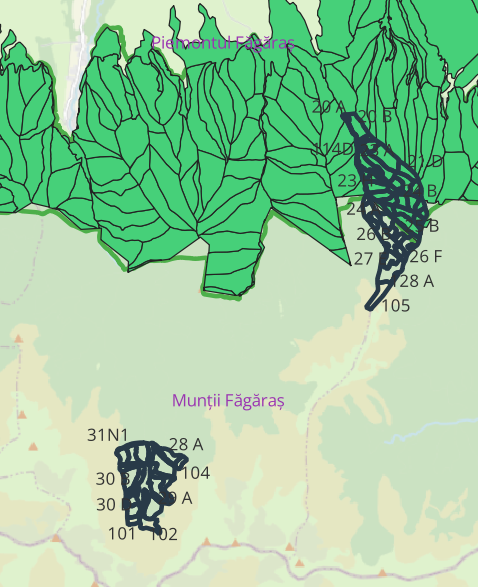 Piemontul Făgăraș
20 A
20 B
114D
A
21 D
23
B
24
B
26
26 F
27
28 A
105
Munții Făgăraș
31N1
28 A
104
30
A
30
101
102